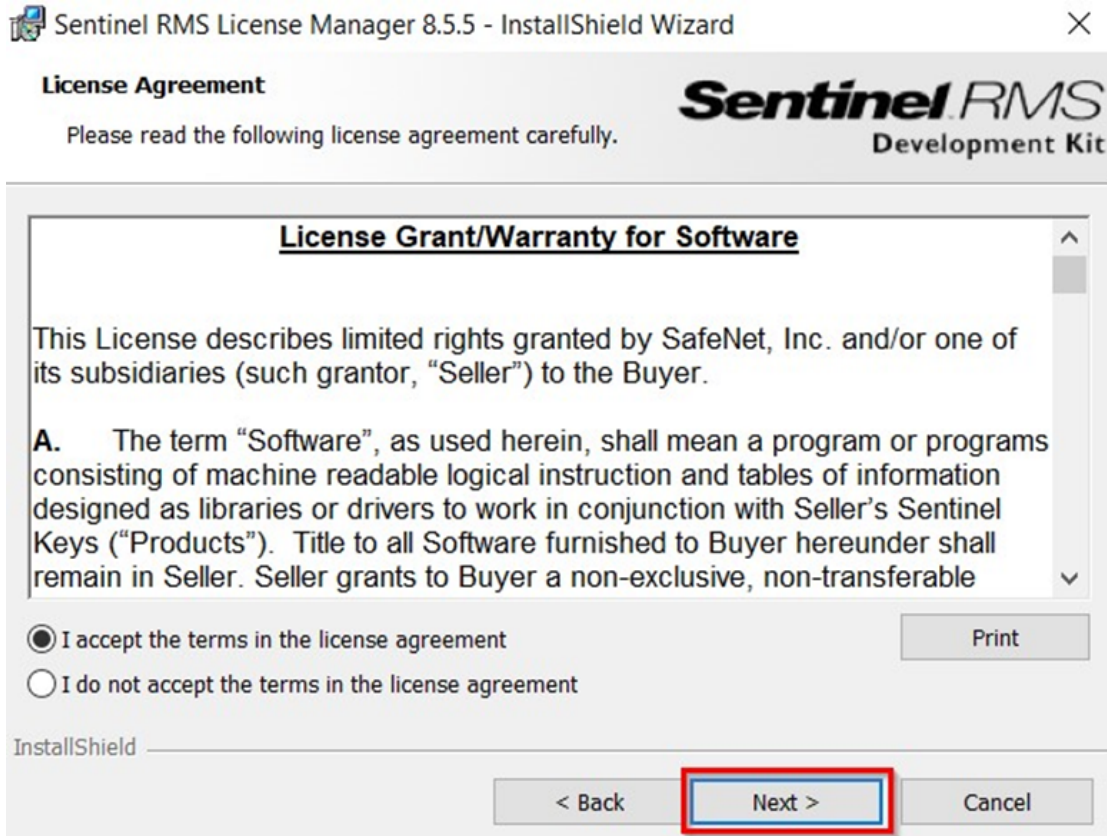 Sentinel RMS License Manager 8.5.5 - InstallShield Wizard
License Agreement
Please read the following license agreement carefully.
Sentinel RMS
Development Kit
License Grant/Warranty for Software
This License describes limited rights granted by SafeNet, Inc. and/or one of
its subsidiaries (such grantor, “Seller”) to the Buyer.
A. The term “Software”, as used herein, shall mean a program or programs
consisting of machine readable logical instruction and tables of information
designed as libraries or drivers to work in conjunction with Seller’s Sentinel
Keys (“Products”). Title to all Software furnished to Buyer hereunder shall
remain in Seller. Seller grants to Buyer a non-exclusive, non-transferable
I accept the terms in the license agreement
Print
I do not accept the terms in the license agreement
InstallShield
< Back Next > Cancel